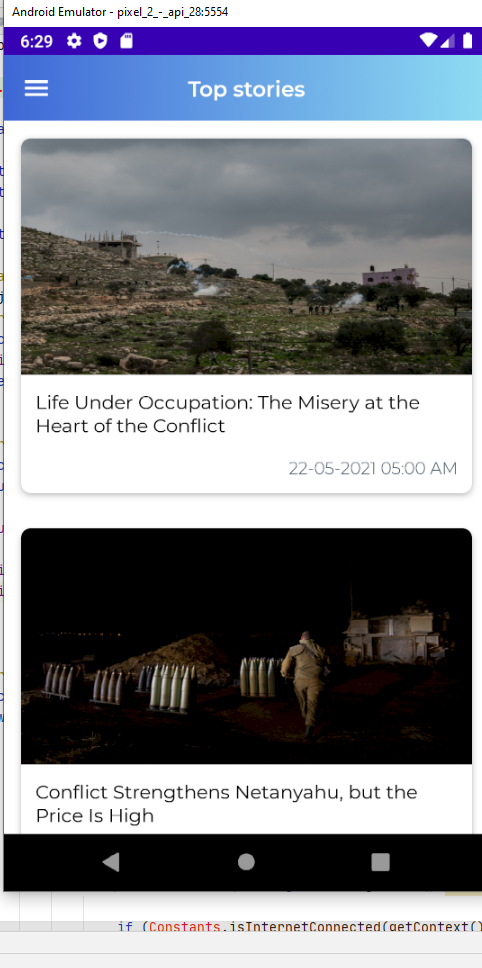 Android Emulator - pixel_2_-_api_28:5554
6:29
Top stories
Life Under Occupation: The Misery at the
Heart of the Conflict
22-05-2021 05:00 AM
Conflict Strengthens Netanyahu, but the
Price Is High
if (Constants.isInternetConnected(getContext()